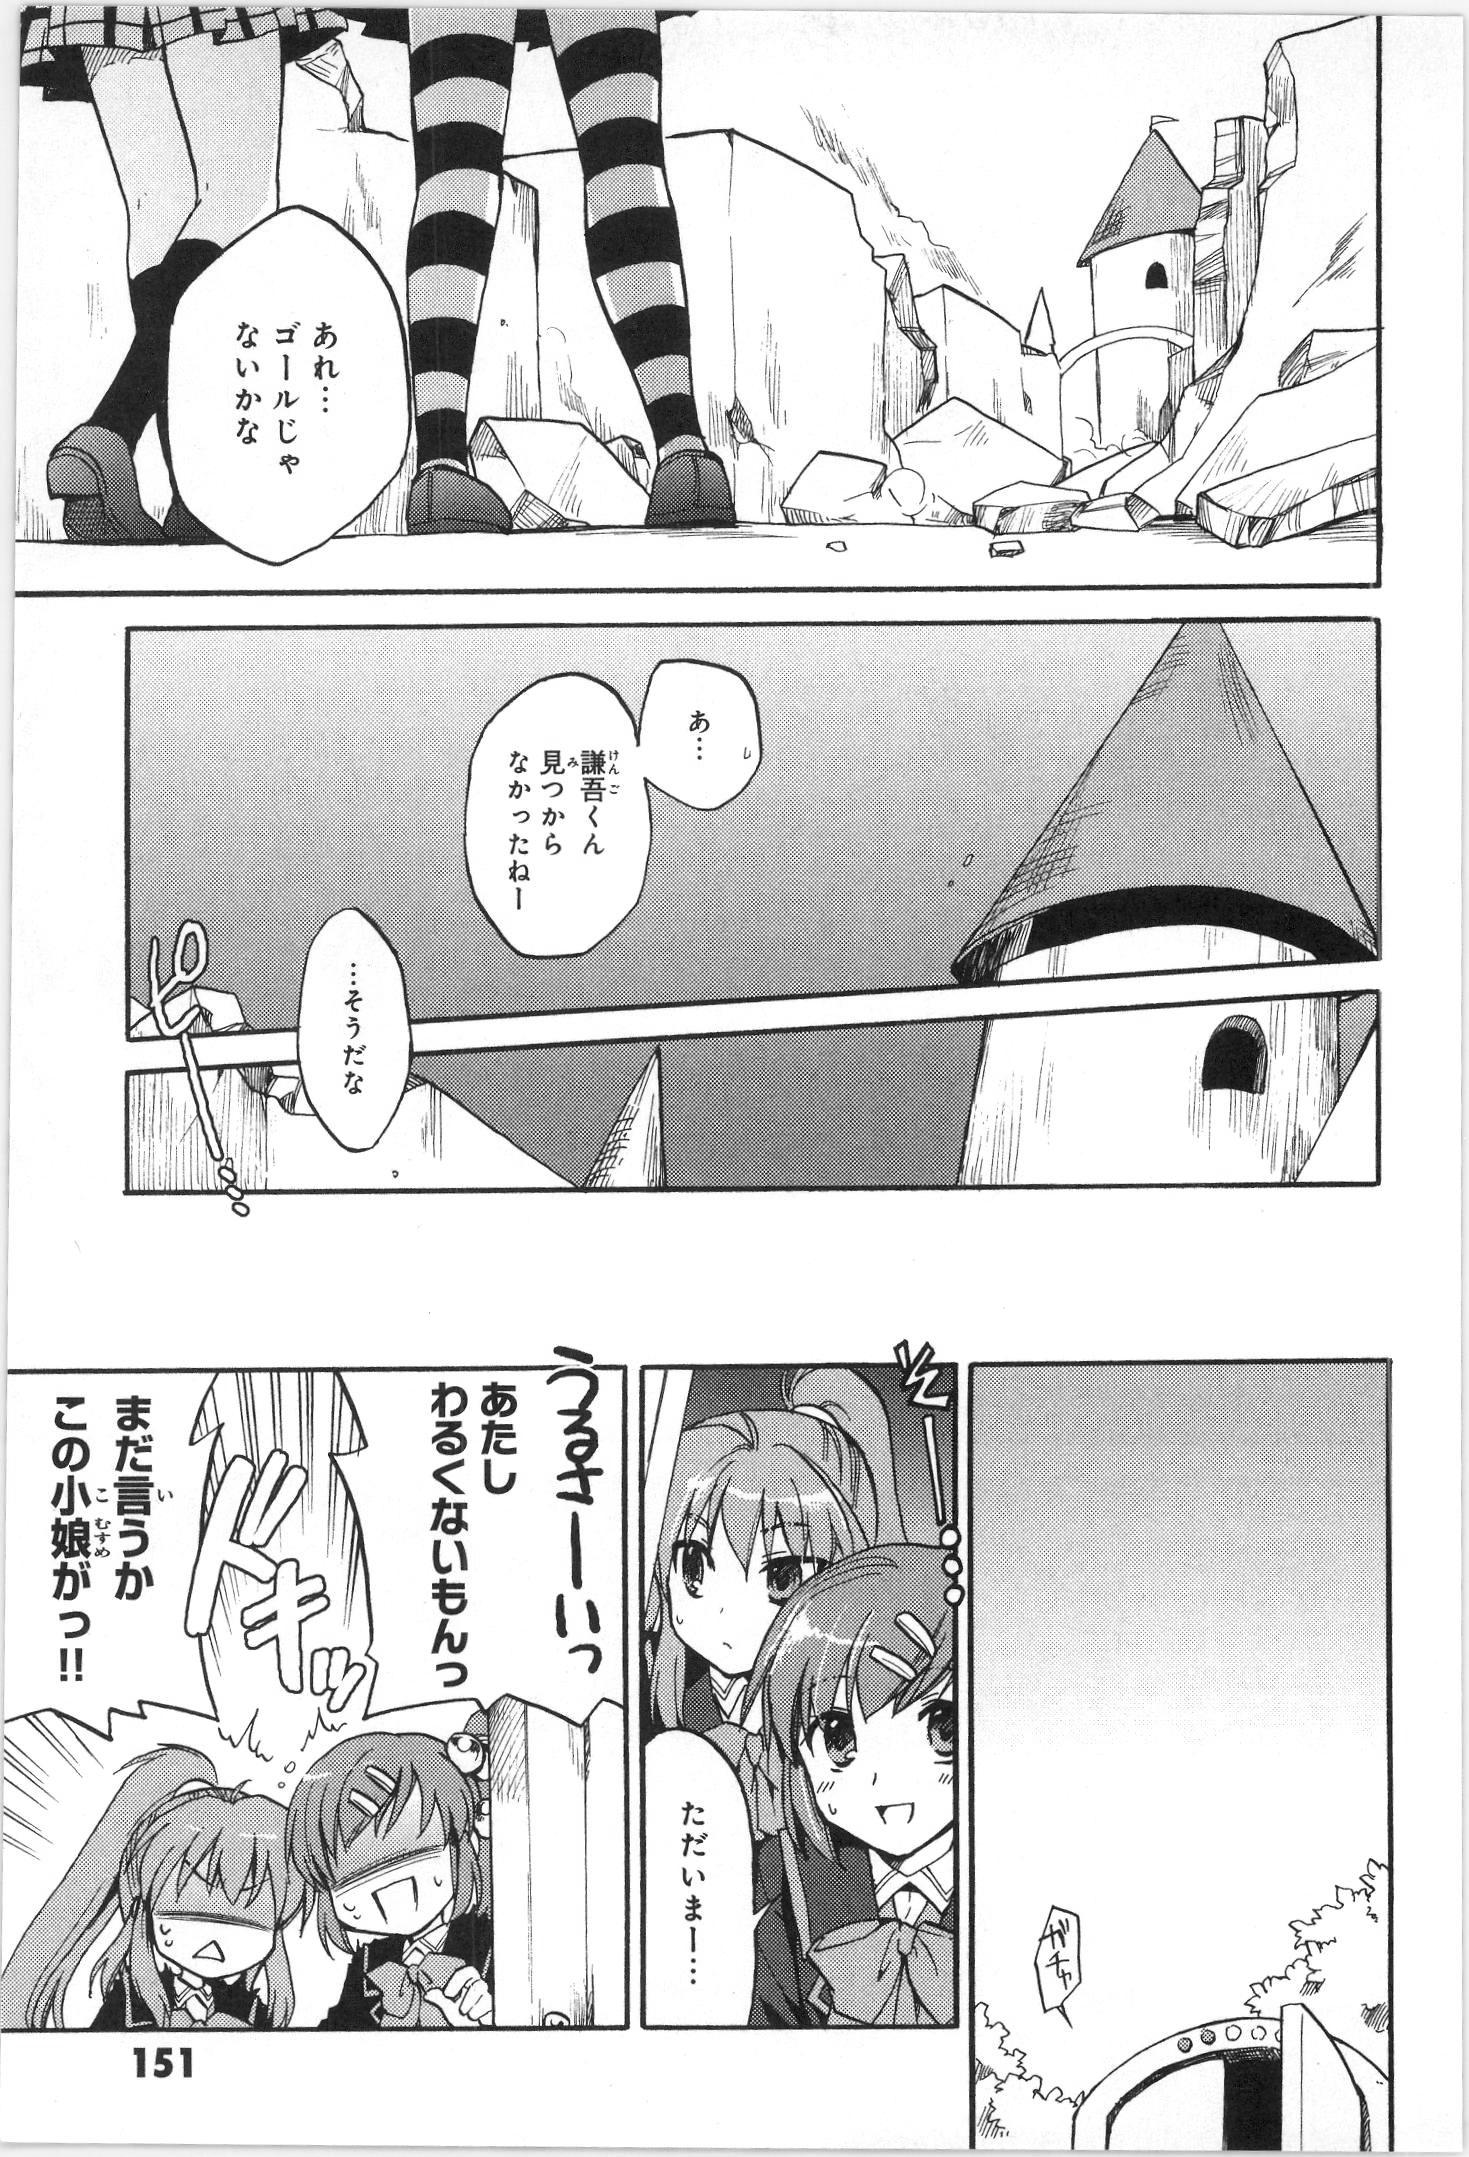 あれ…
ゴールじゃ
ないかな
あ…
謙吾くん
見つから
なかったねー
…そうだな
ひゅー…
ガチャ
そ〜…
ただいまー…
うるさーいっ
あたし
わるくないもんっ
ドキッ
まだ言うか
この小娘がっ!!
151